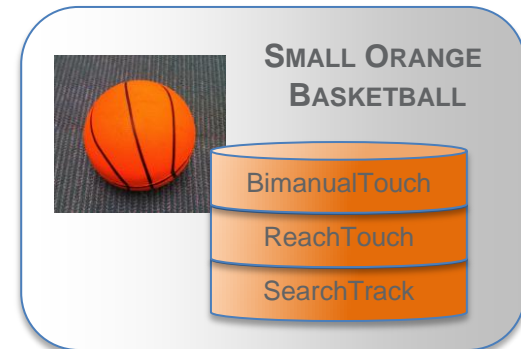 SMALL ORANGE
BASKETBALL
BimanualTouch
ReachTouch
SearchTrack